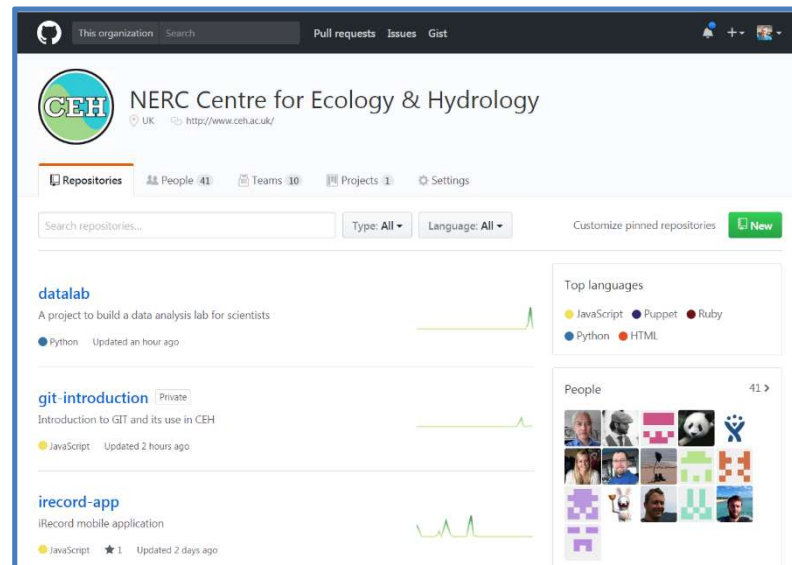 This organization Search Pull requests Issues Gist
CEH
NERC Centre for Ecology & Hydrology
UK http://www.ceh.ac.uk/
Repositories People 41 Teams 10 Projects 1 Settings
Search repositories... Type: All Language: All Customize pinned repositories New
datalab
A project to build a data analysis lab for scientists
Python Updated an hour ago
git-introduction Private
Introduction to GIT and its use in CEH
JavaScript Updated 2 hours ago
irecord-app
iRecord mobile application
JavaScript 1 Updated 2 days ago
Top languages
JavaScript Puppet Ruby
Python HTML
People 41